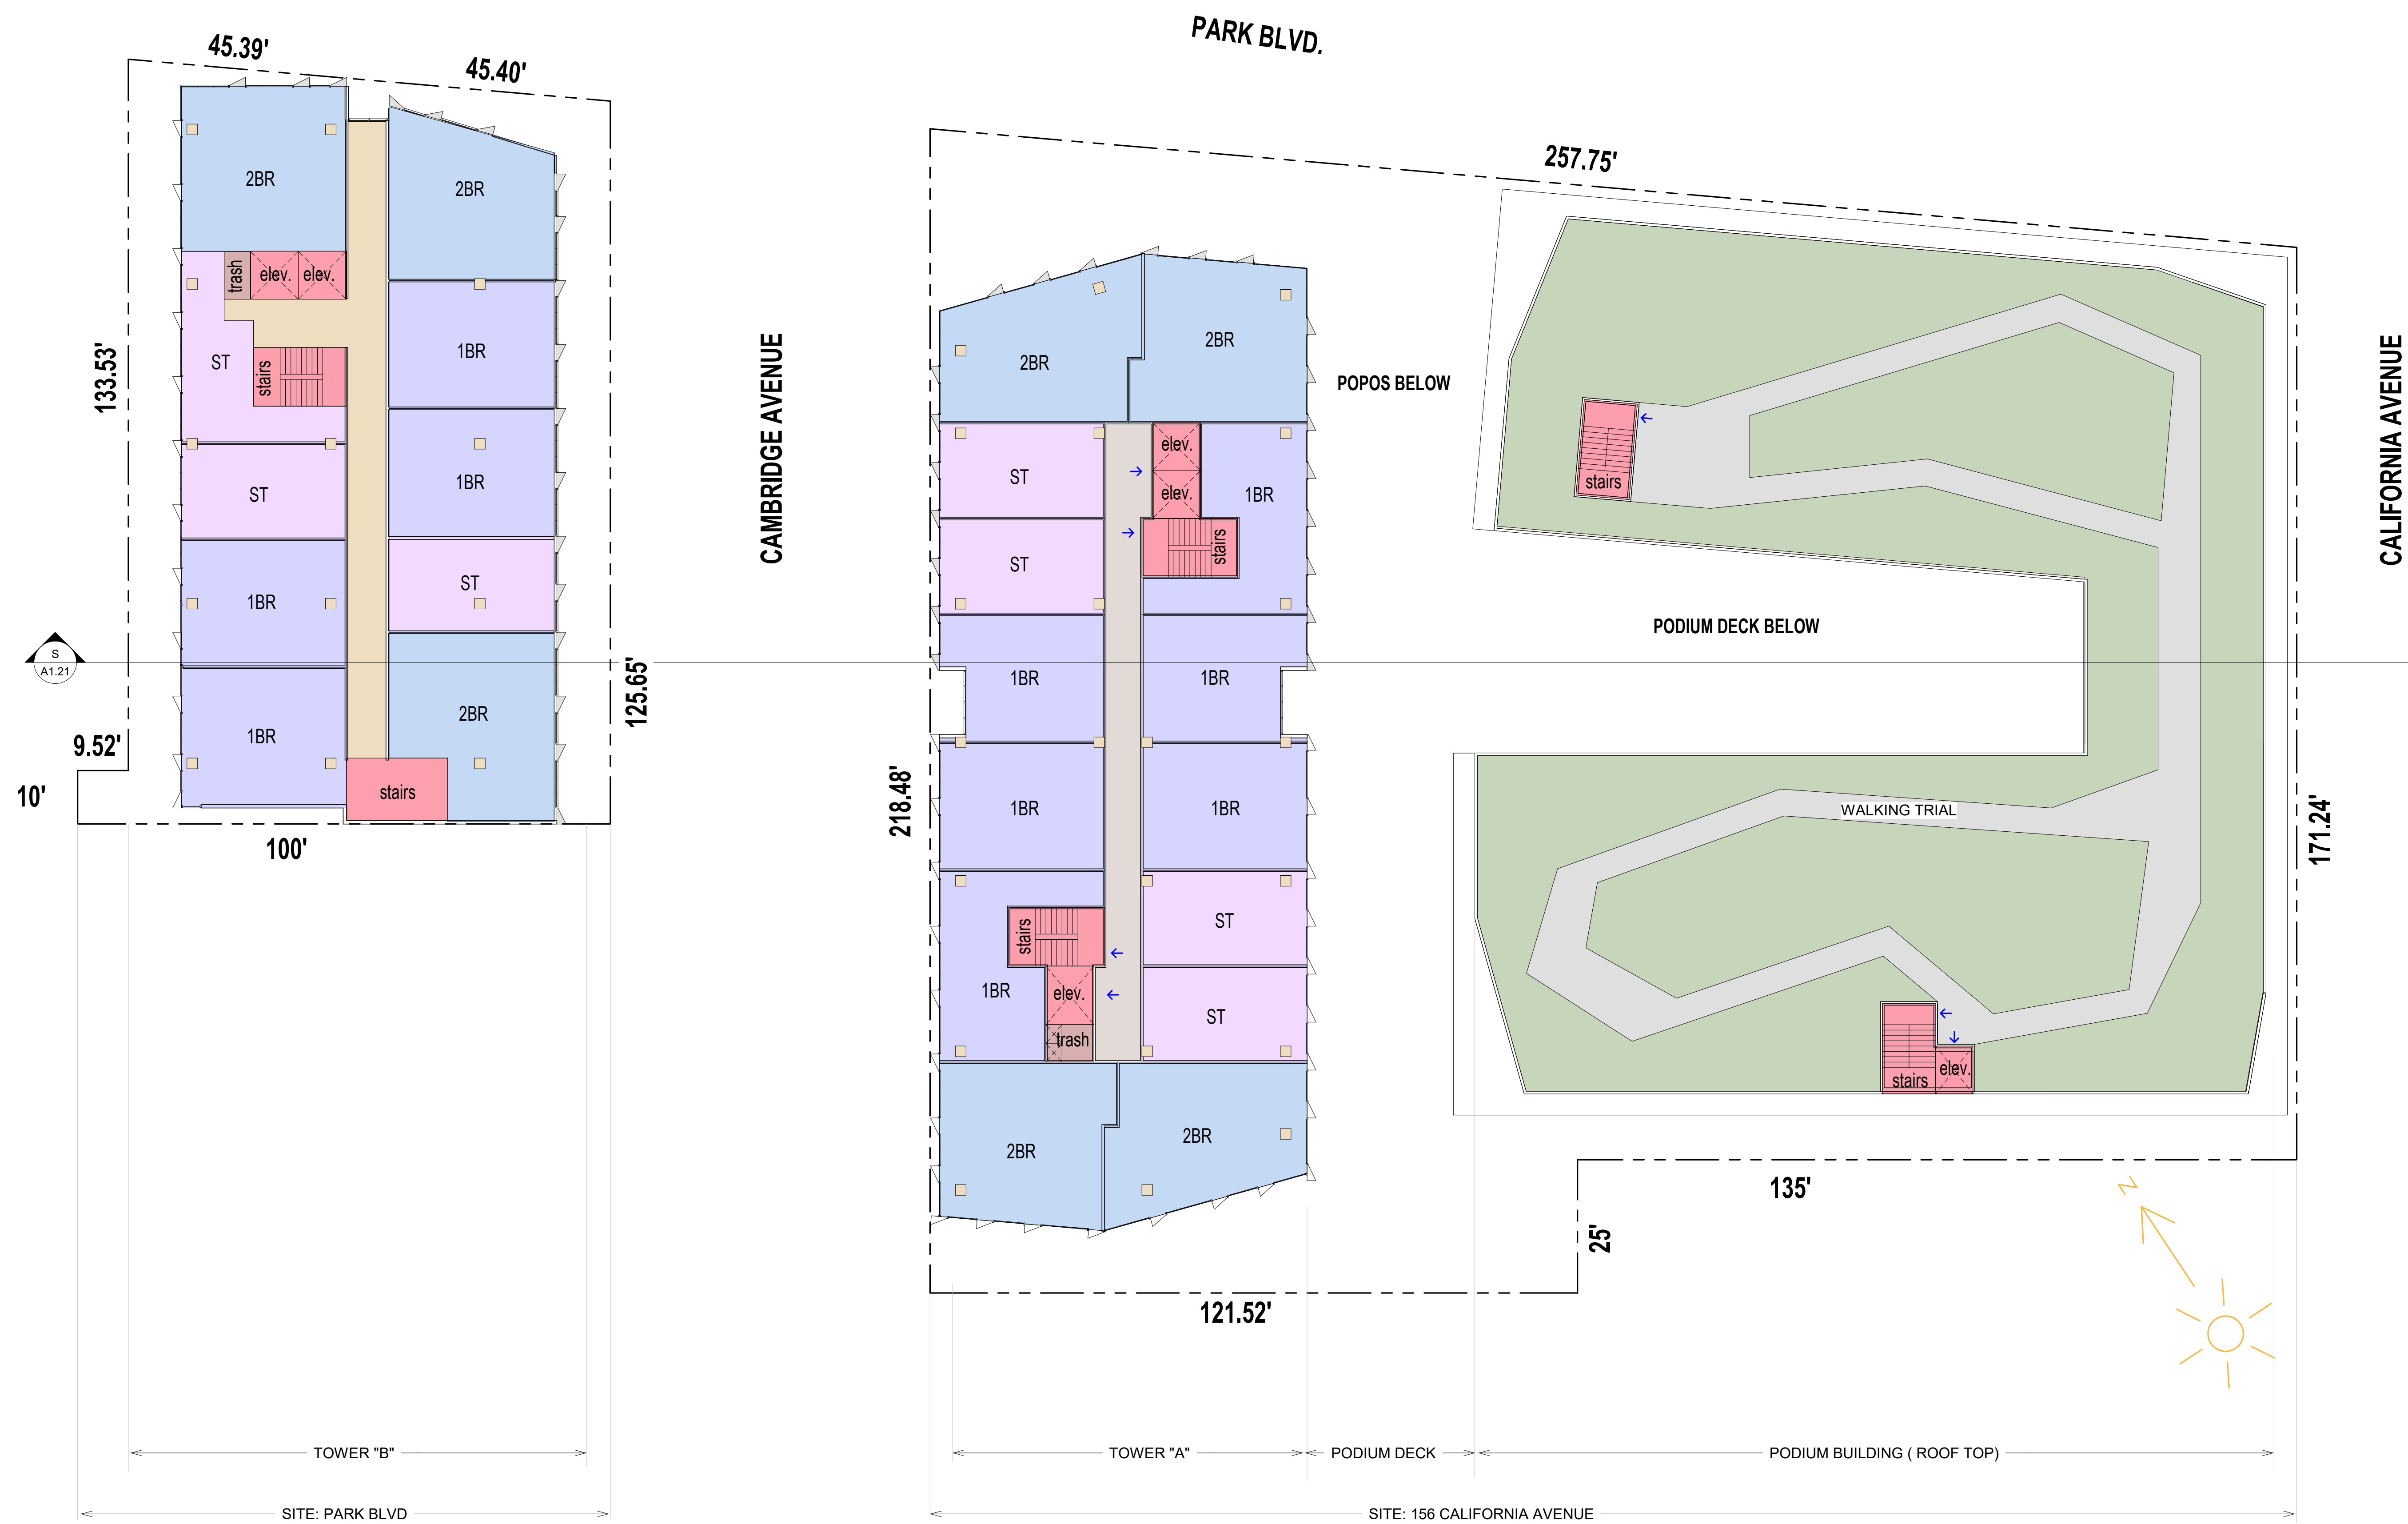 PARK BLVD.
45.39'
45.40'
257.75'
2BR
2BR
trash
elev.
elev.
ST
stairs
1BR
133.53'
ST
1BR
ST
1BR
S
A1.21
2BR
1BR
125.65'
9.52'
10'
stairs
100'
CAMBRIDGE AVENUE
2BR
2BR
POPOS BELOW
elev.
ST
elev.
1BR
ST
stairs
1BR
1BR
218.48'
1BR
1BR
stairs
ST
1BR
elev.
ST
trash
2BR
2BR
121.52'
stairs
PODIUM DECK BELOW
WALKING TRIAL
stairs
elev.
CALIFORNIA AVENUE
171.24'
135'
25'
N
TOWER "B"
TOWER "A"
PODIUM DECK
PODIUM BUILDING ( ROOF TOP)
SITE: PARK BLVD
SITE: 156 CALIFORNIA AVENUE